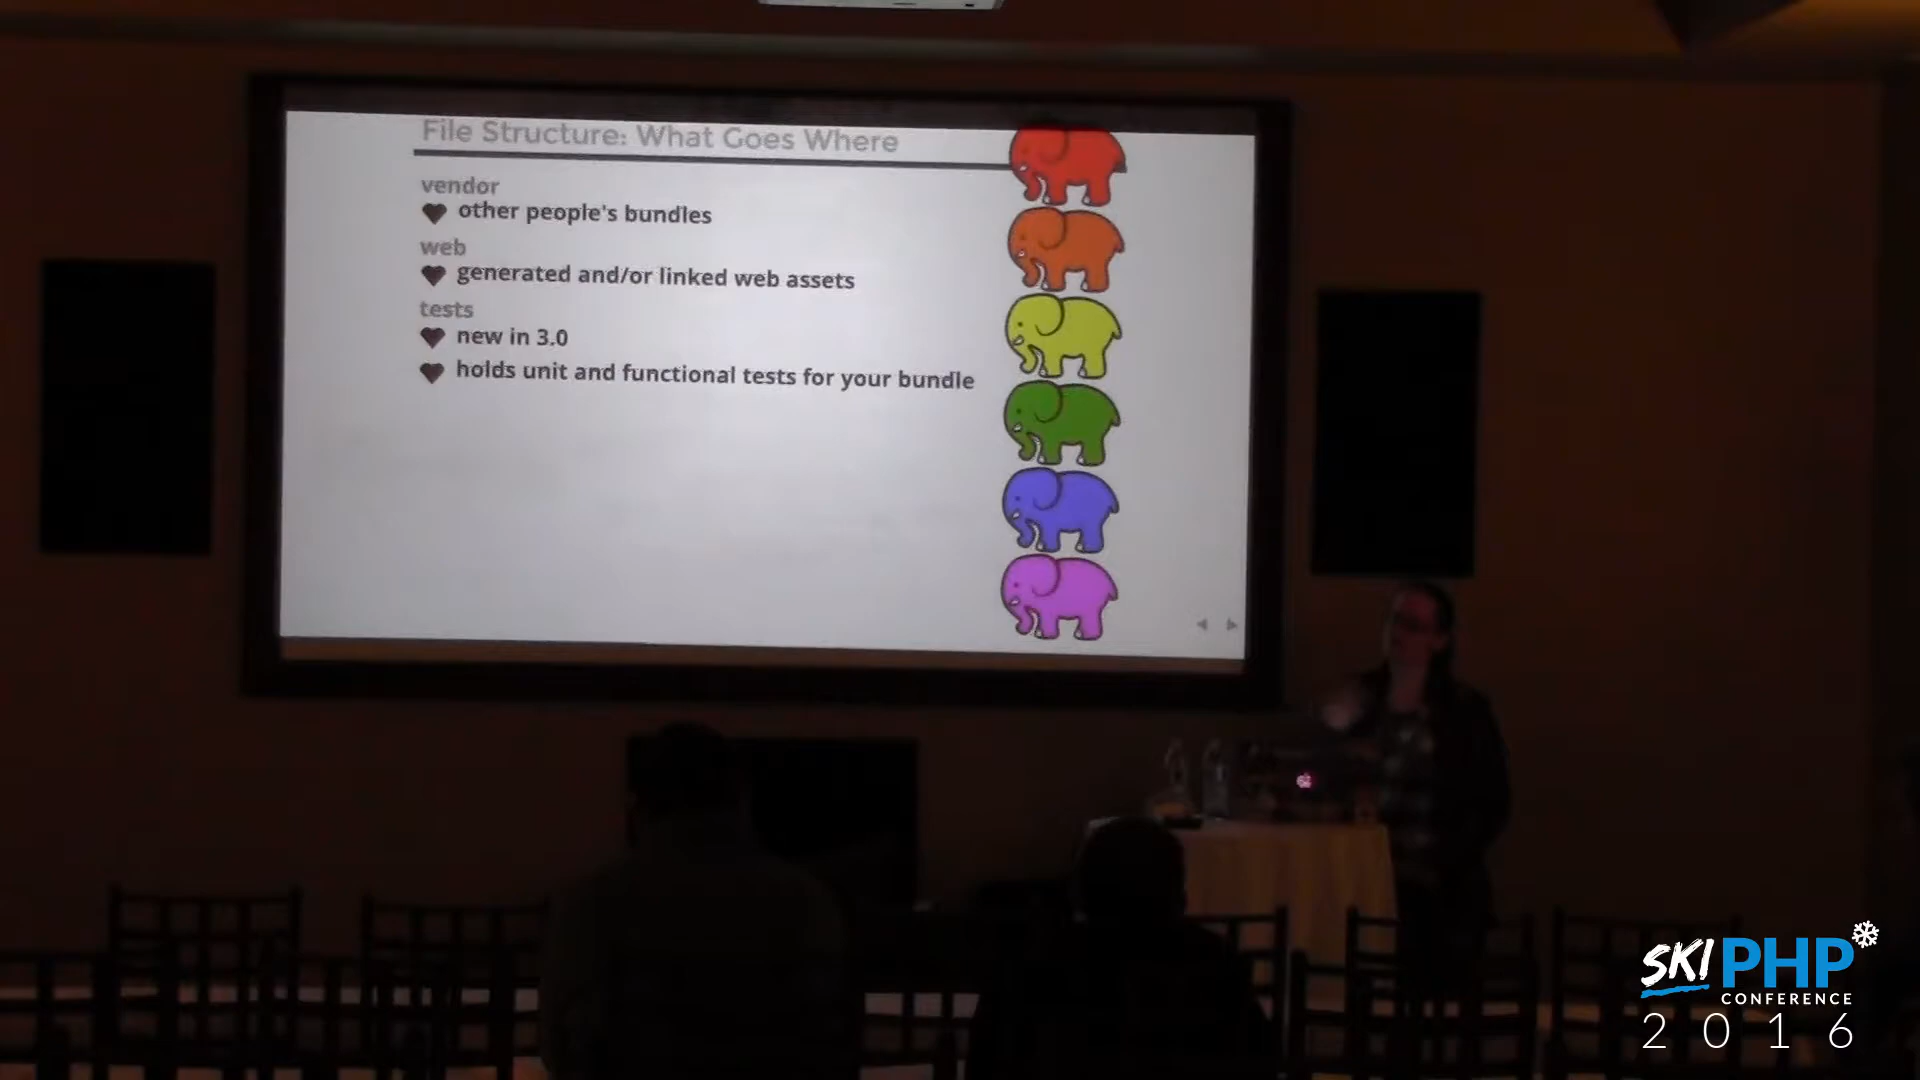 File Structure: What Goes Where
vendor
other people's bundles
web
generated and/or linked web assets
tests
new in 3.0
holds unit and functional tests for your bundle
SKI PHP
CONFERENCE
2016